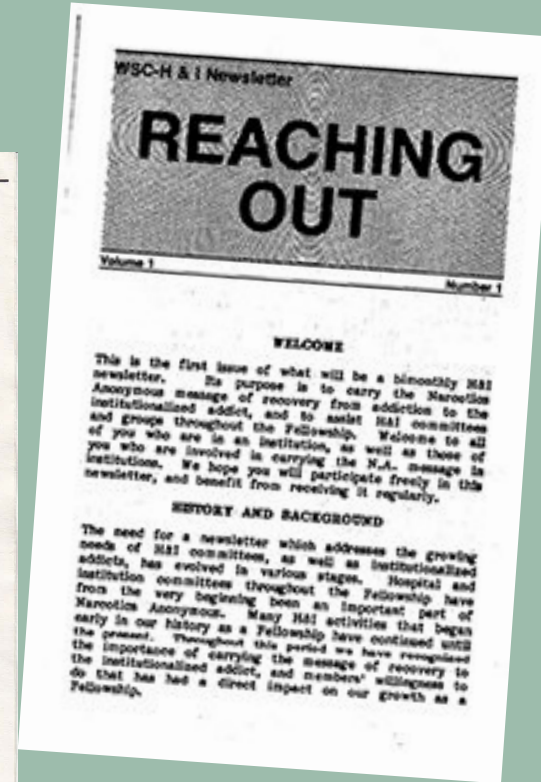 WSC-H & I Newsletter
REACHING
OUT
Volume 1
Number 1
WELCOME
This is the first issue of what will be a bimonthly H&I
newsletter. Its purpose is to carry the Narcotics
Anonymous message of recovery from addiction to the
institutionalized addict, and to assist H&I committees
and groups throughout the Fellowship. Welcome to all
of you who are in an institution, as well as those of
you who are involved in carrying the N.A. message in
institutions. We hope you will participate freely in this
newsletter, and benefit from receiving it regularly.
HISTORY AND BACKGROUND
The need for a newsletter which addresses the growing
needs of H&I committees, as well as institutionalized
addicts, has evolved in various stages. Hospital and
institution committees throughout the Fellowship have
from the very beginning been an important part of
Narcotics Anonymous. Many H&I activities that began
early in our history as a Fellowship have continued until
the present. Throughout this period we have recognized
the importance of carrying the message of recovery to
the institutionalized addict, and members' willingness to
do that has had a direct impact on our growth as a
Fellowship.